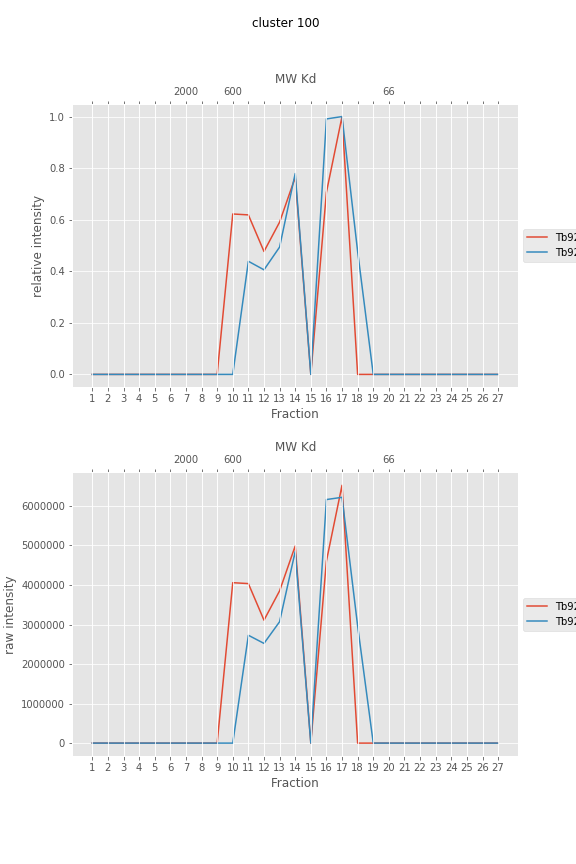 cluster 100
MW Kd
2000 600 66
1.0
0.8
0.6
0.4
0.2
0.0
relative intensity
Tb92
Tb92
1 2 3 4 5 6 7 8 9 10 11 12 13 14 15 16 17 18 19 20 21 22 23 24 25 26 27
Fraction
MW Kd
2000 600 66
6000000
5000000
4000000
3000000
2000000
1000000
0
raw intensity
Tb92
Tb92
1 2 3 4 5 6 7 8 9 10 11 12 13 14 15 16 17 18 19 20 21 22 23 24 25 26 27
Fraction